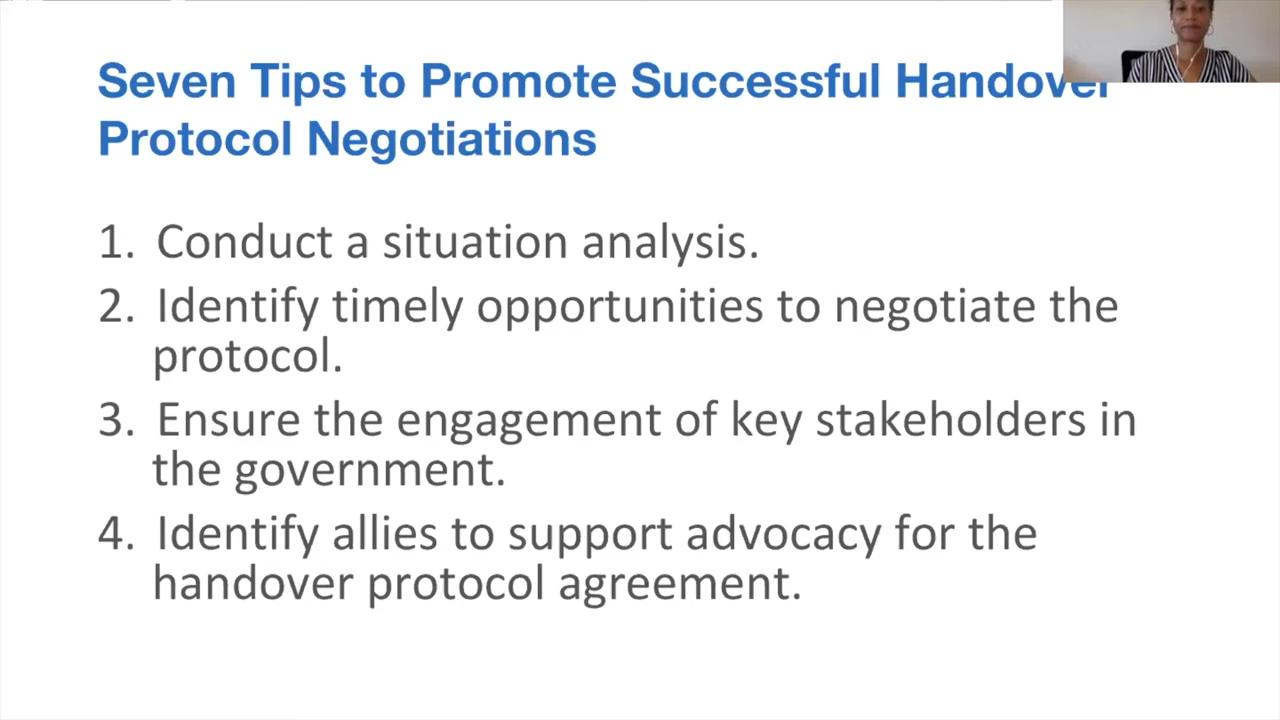 Seven Tips to Promote Successful Handover
Protocol Negotiations
1. Conduct a situation analysis.
2. Identify timely opportunities to negotiate the
protocol.
3. Ensure the engagement of key stakeholders in
the government.
4. Identify allies to support advocacy for the
handover protocol agreement.